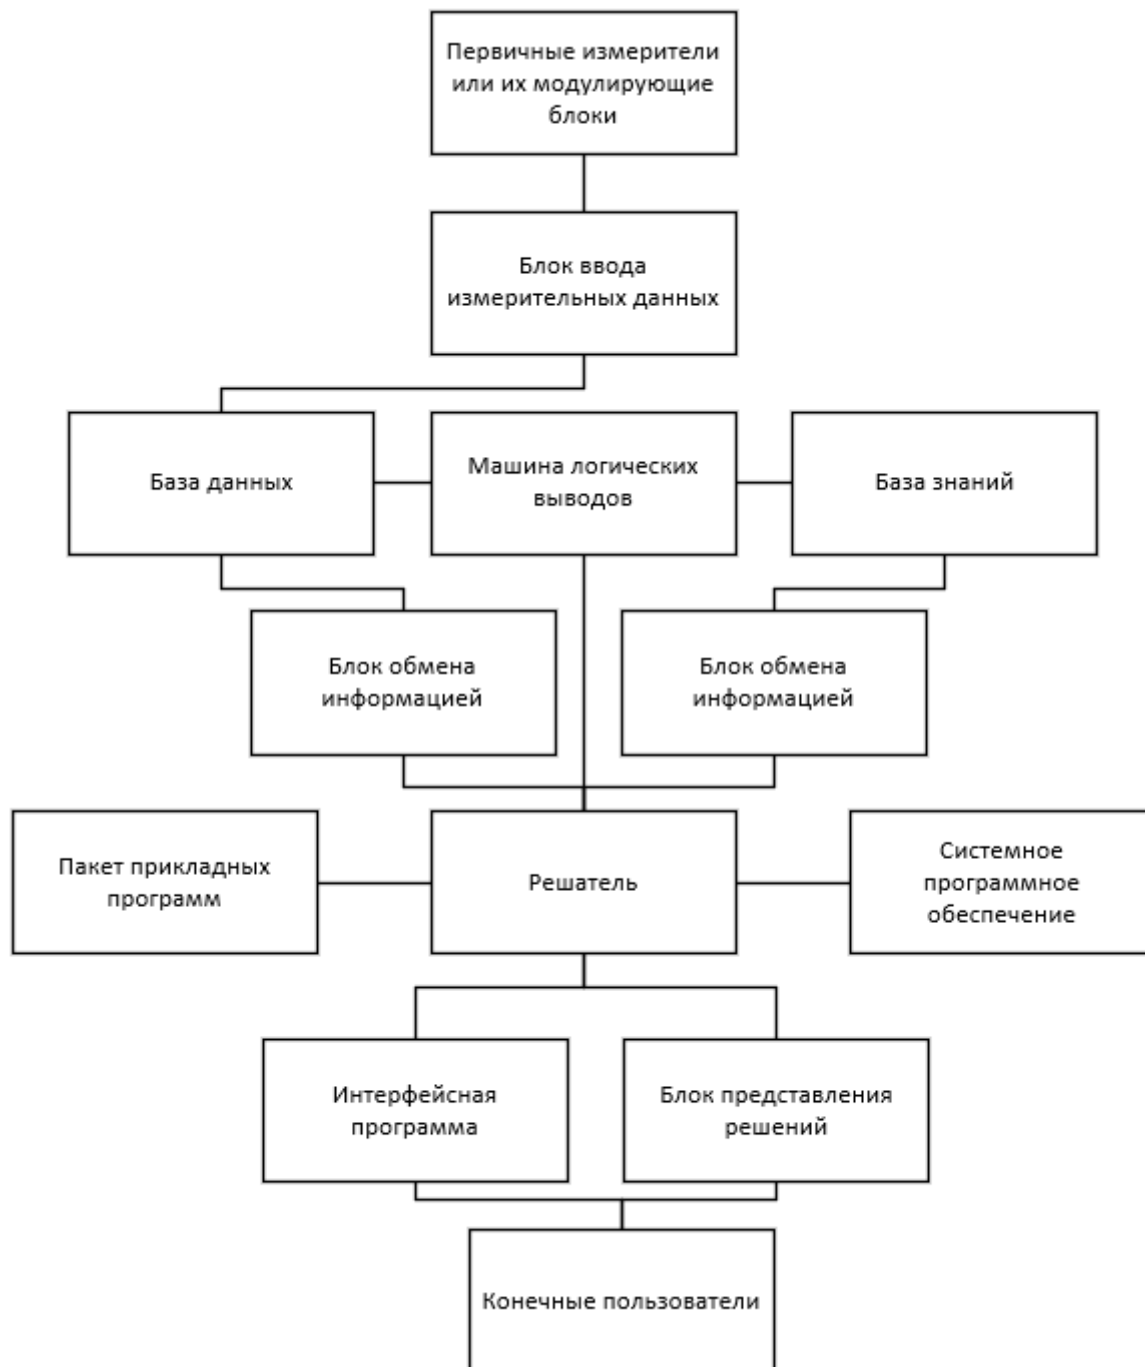 Первичные измерители
или их модулирующие
блоки
Блок ввода
измерительных данных
База данных
Машина логических
выводов
База знаний
Блок обмена
информацией
Блок обмена
информацией
Пакет прикладных
программ
Решатель
Системное
программное
обеспечение
Интерфейсная
программа
Блок представления
решений
Конечные пользователи